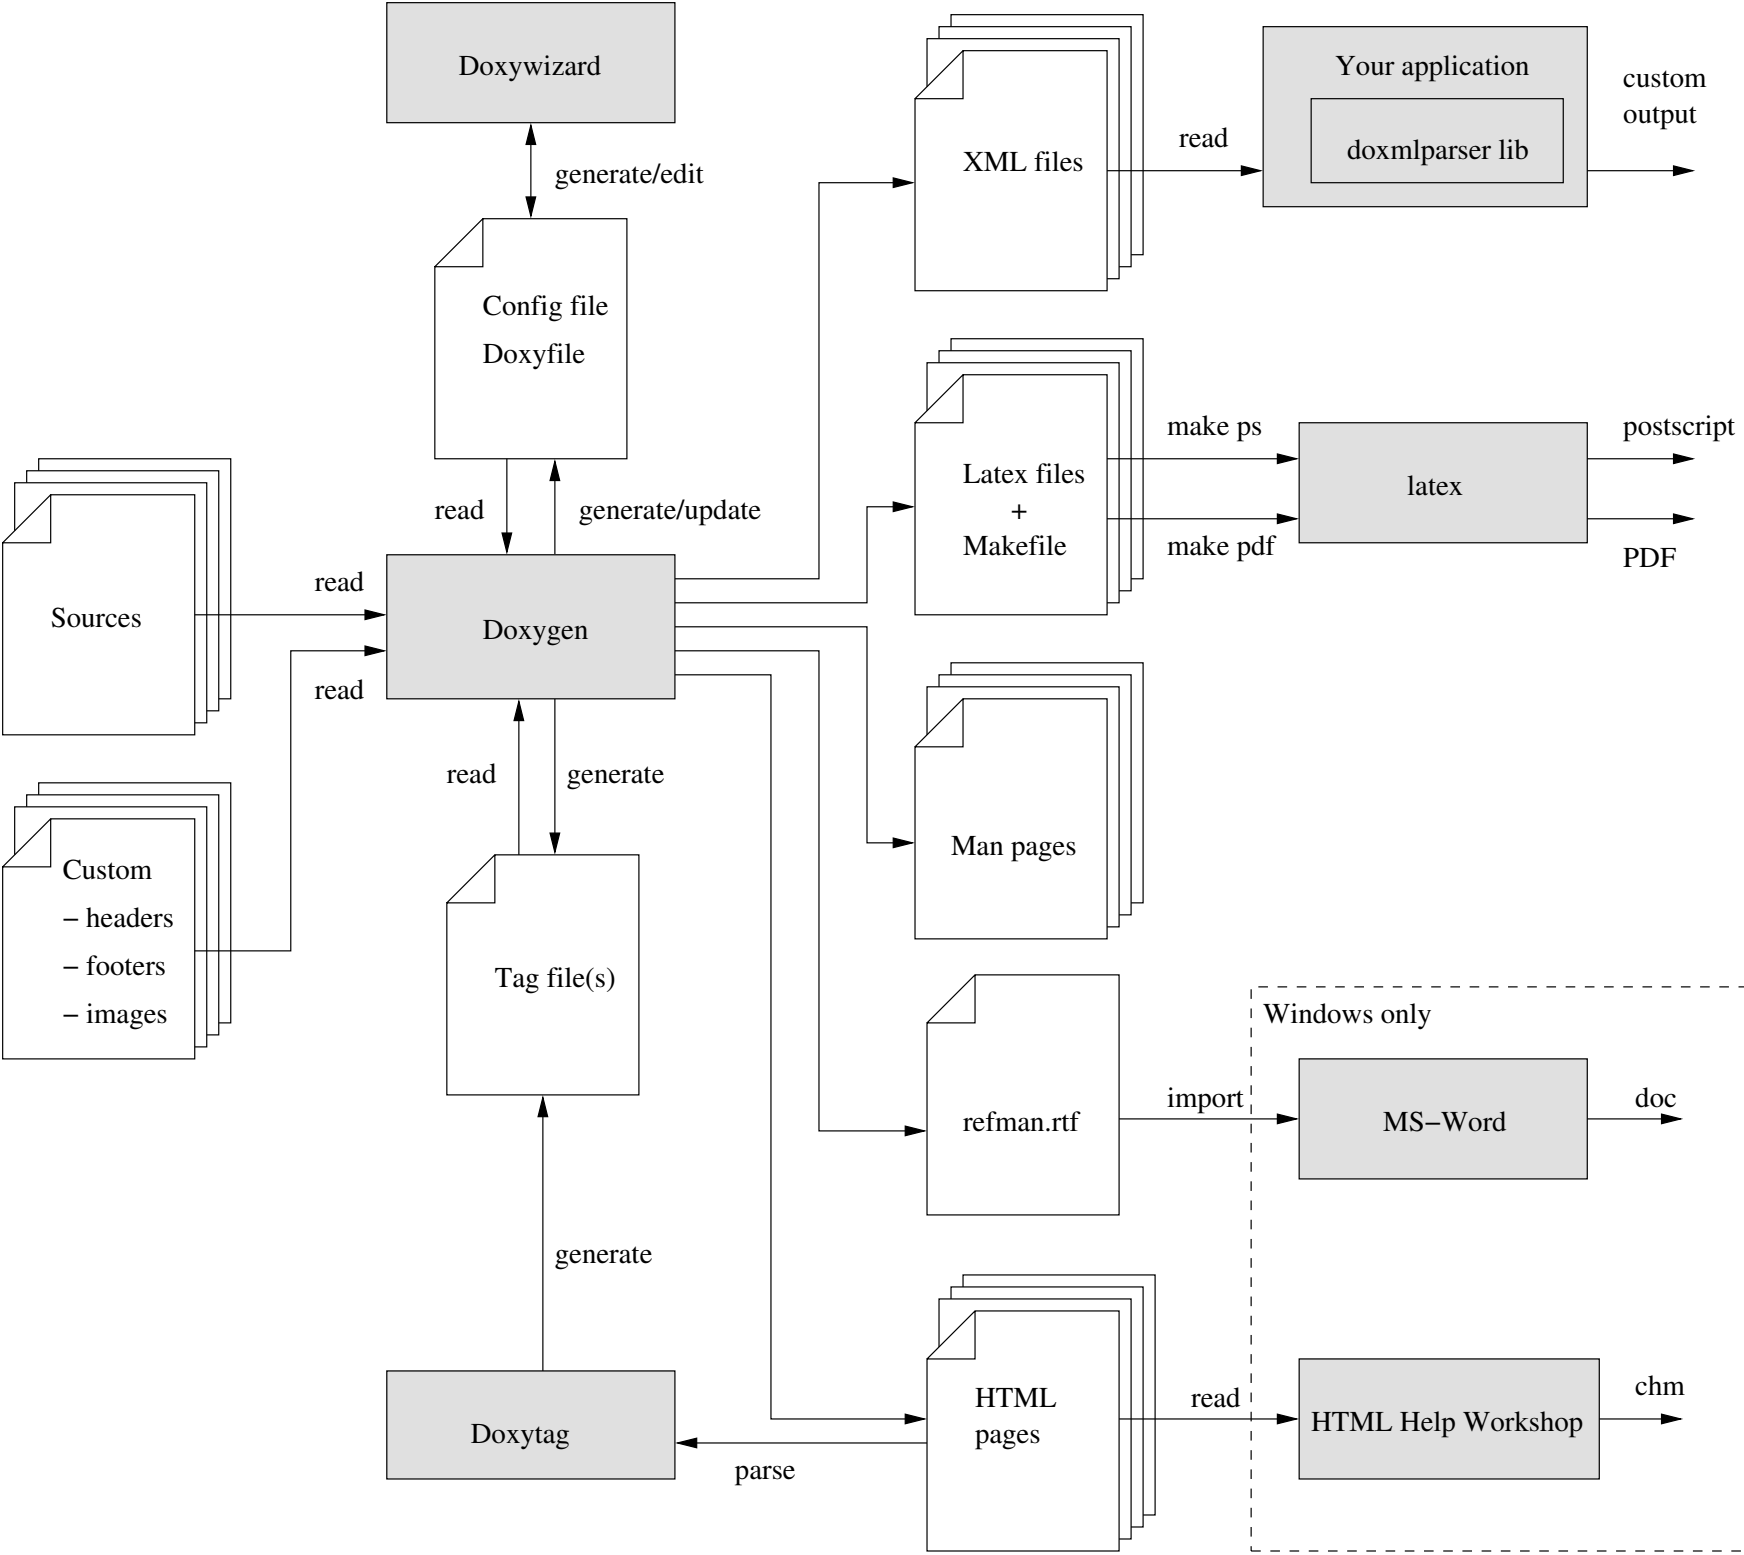 Doxywizard
generate/edit
Config file
Doxyfile
read
generate/update
Sources
read
Doxygen
read
Custom
– headers
– footers
– images
read
generate
Tag file(s)
generate
Doxytag
parse
XML files
read
Your application
doxmlparser lib
custom
output
Latex files
+
Makefile
make ps
make pdf
latex
postscript
PDF
Man pages
refman.rtf
import
Windows only
MS–Word
doc
HTML
pages
read
HTML Help Workshop
chm